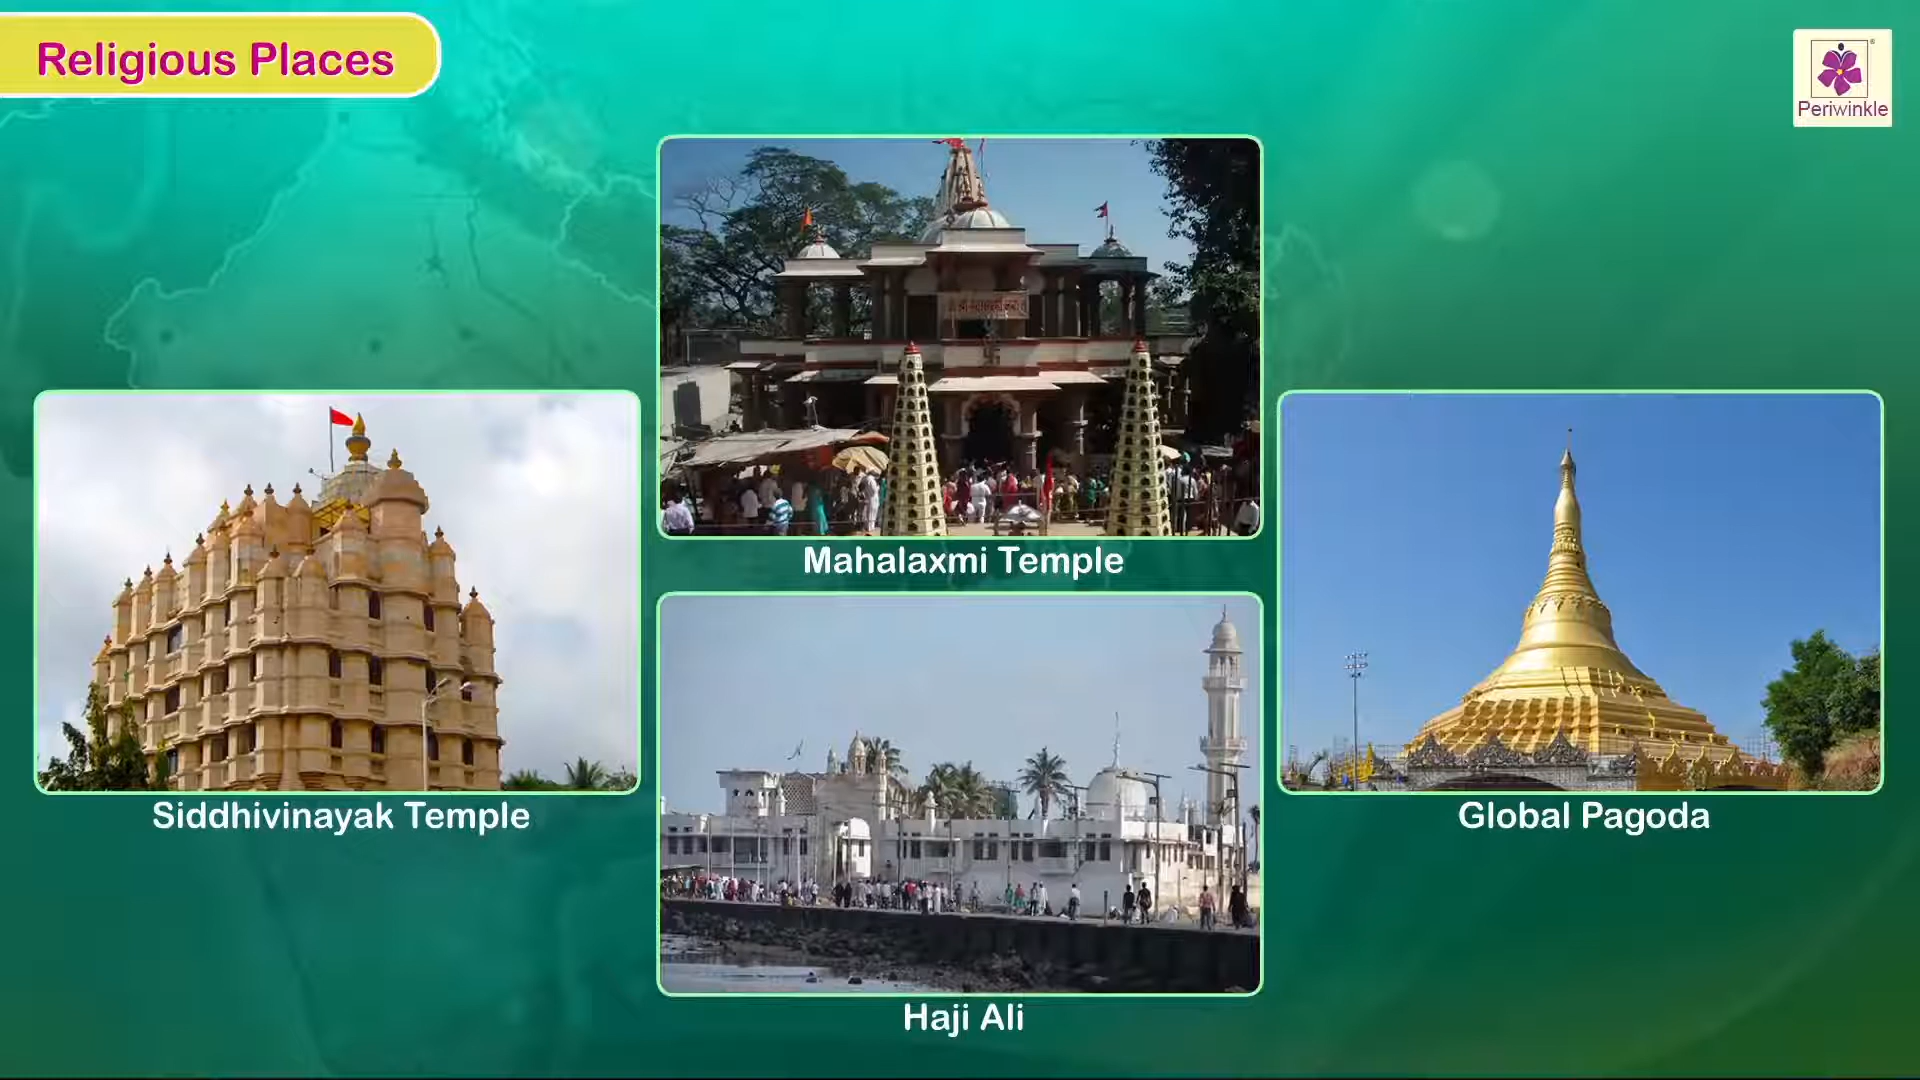 Religious Places
Periwinkle
Mahalaxmi Temple
Siddhivinayak Temple
Global Pagoda
Haji Ali